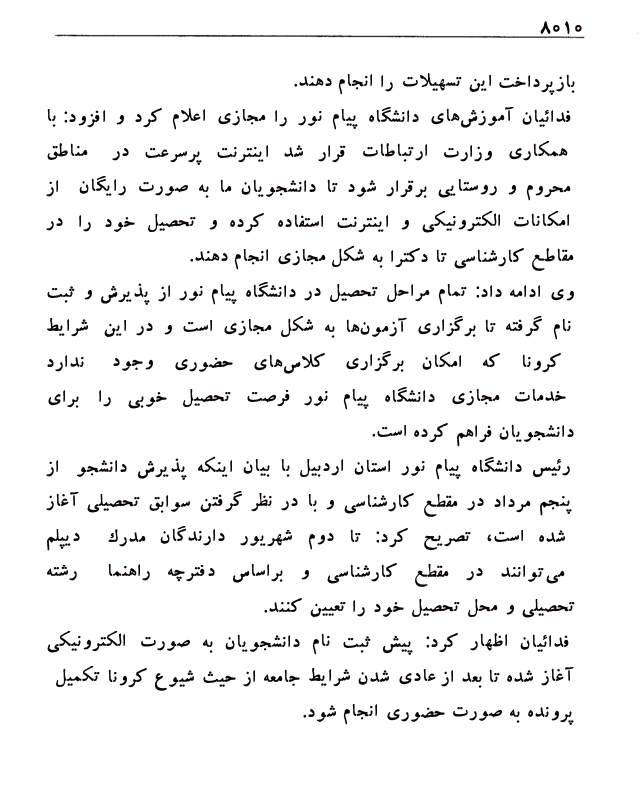 ۸۰۱۰
بازپرداخت این تسهیلات را انجام دهند.
فدائیان آموزش‌های دانشگاه پیام نور را مجازی اعلام کرد و افزود: با
همکاری وزارت ارتباطات قرار شد اینترنت پرسرعت در مناطق
محروم و روستایی برقرار شود تا دانشجویان ما به صورت رایگان از
امکانات الکترونیکی و اینترنت استفاده کرده و تحصیل خود را در
مقاطع کارشناسی تا دکترا به شکل مجازی انجام دهند.
وی ادامه داد: تمام مراحل تحصیل در دانشگاه پیام نور از پذیرش و ثبت
نام گرفته تا برگزاری آزمون‌ها به شکل مجازی است و در این شرایط
کرونا که امکان برگزاری کلاس‌های حضوری وجود ندارد
خدمات مجازی دانشگاه پیام نور فرصت تحصیل خوبی را برای
دانشجویان فراهم کرده است.
رئیس دانشگاه پیام نور استان اردبیل با بیان اینکه پذیرش دانشجو از
پنجم مرداد در مقطع کارشناسی و با در نظر گرفتن سوابق تحصیلی آغاز
شده است، تصریح کرد: تا دوم شهریور دارندگان مدرك دیپلم
می‌توانند در مقطع کارشناسی و براساس دفترچه راهنما رشته
تحصیلی و محل تحصیل خود را تعیین کنند.
فدائیان اظهار کرد: پیش ثبت نام دانشجویان به صورت الکترونیکی
آغاز شده تا بعد از عادی شدن شرایط جامعه از حیث شیوع کرونا تکمیل
پرونده به صورت حضوری انجام شود.